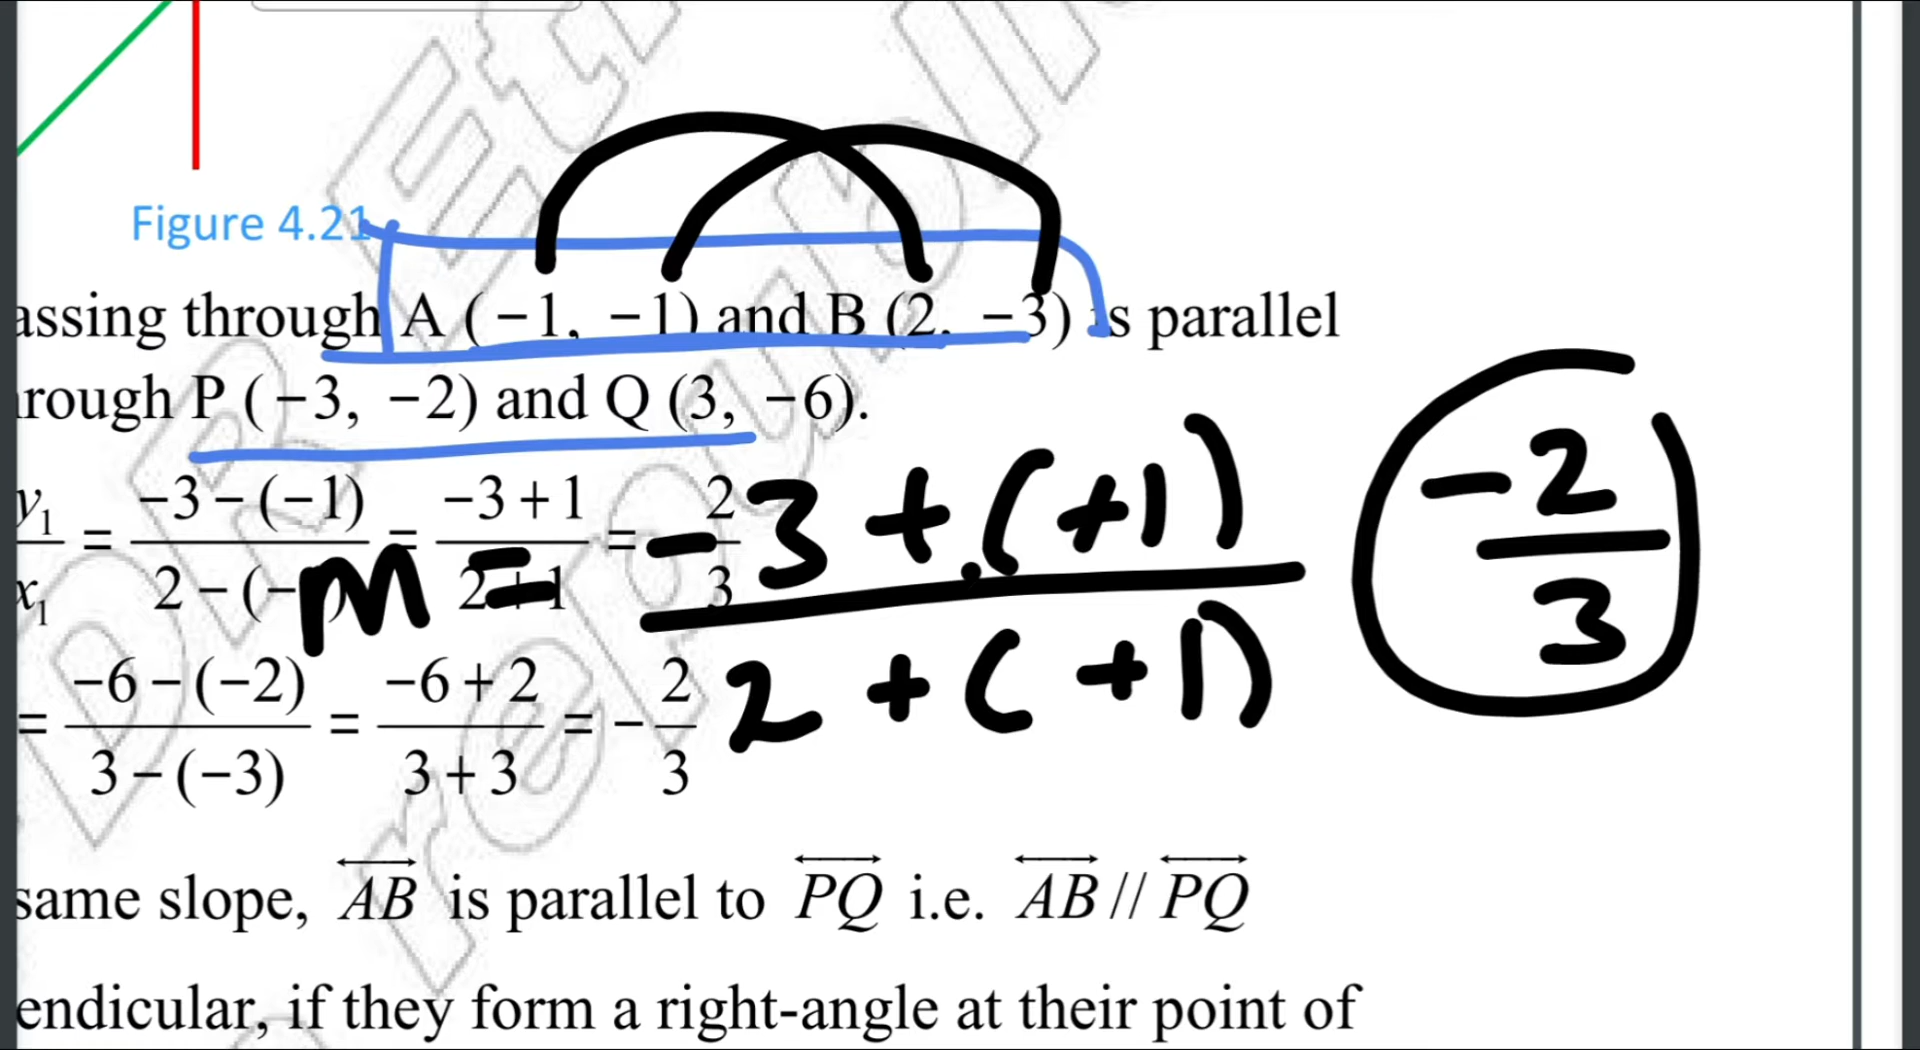 Figure 4.21
assing through A (−1, −1) and B (2, −3) is parallel
rough P (−3, −2) and Q (3, −6).
y₁ = −3 − (−1) = −3 + 1 = 2
x₁ 2 − (− 2 + 1 3
m = −3 + (+1)
2 + (+1)
−2
3
= −6 − (−2) = −6 + 2 = − 2
3 − (−3) 3 + 3 3
same slope, AB is parallel to PQ i.e. AB // PQ
endicular, if they form a right-angle at their point of